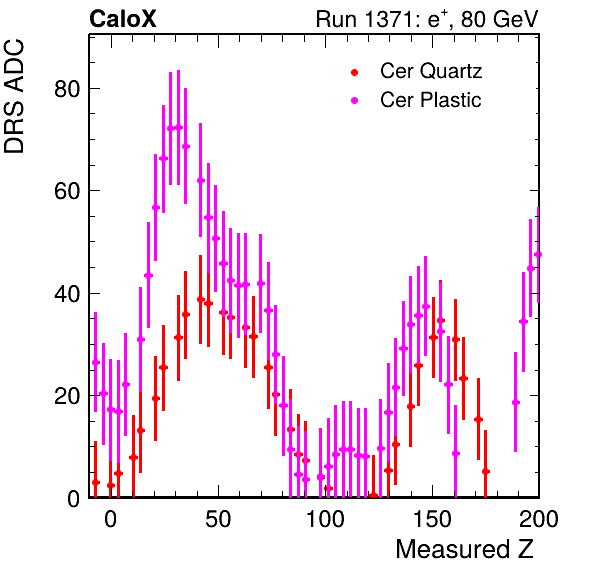 CaloX Run 1371: e⁺, 80 GeV
DRS ADC
Cer Quartz
Cer Plastic
80
60
40
20
0
0 50 100 150 200
Measured Z